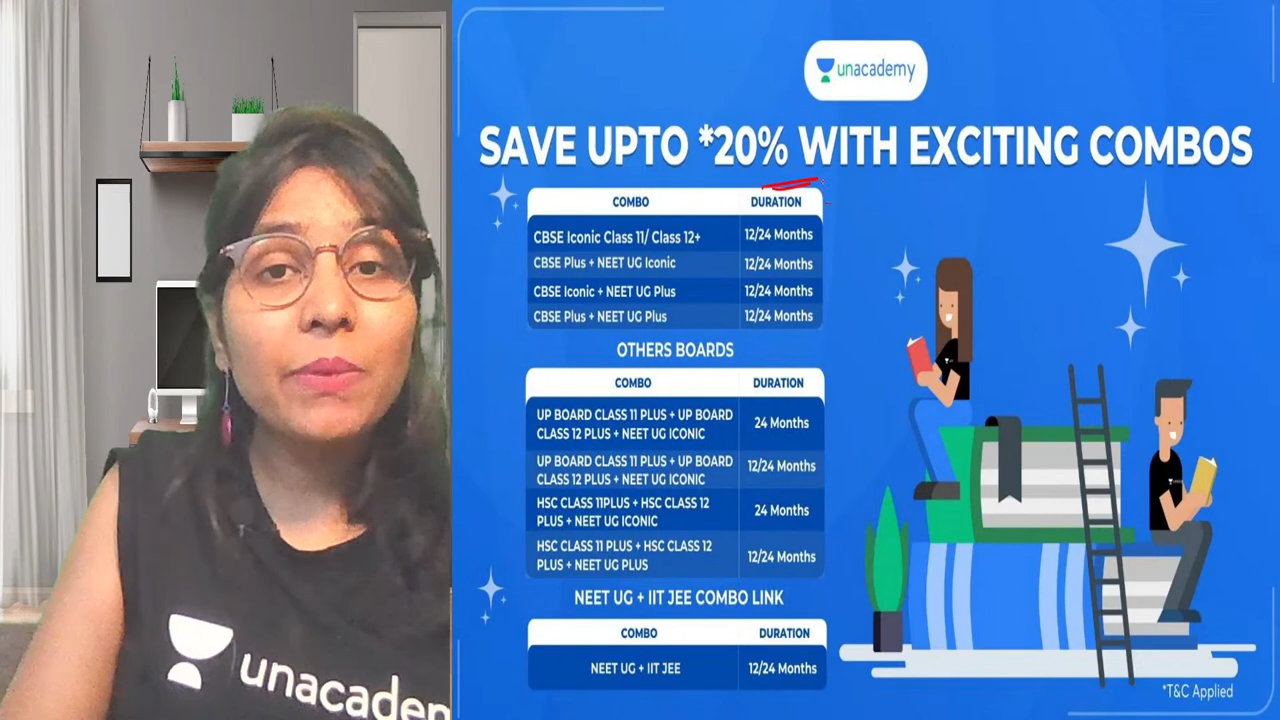 unacademy
SAVE UPTO *20% WITH EXCITING COMBOS
COMBO DURATION
CBSE Iconic Class 11/ Class 12+ 12/24 Months
CBSE Plus + NEET UG Iconic 12/24 Months
CBSE Iconic + NEET UG Plus 12/24 Months
CBSE Plus + NEET UG Plus 12/24 Months
OTHERS BOARDS
COMBO DURATION
UP BOARD CLASS 11 PLUS + UP BOARD
CLASS 12 PLUS + NEET UG ICONIC 24 Months
UP BOARD CLASS 11 PLUS + UP BOARD
CLASS 12 PLUS + NEET UG ICONIC 12/24 Months
HSC CLASS 11PLUS + HSC CLASS 12
PLUS + NEET UG ICONIC 24 Months
HSC CLASS 11 PLUS + HSC CLASS 12
PLUS + NEET UG PLUS 12/24 Months
NEET UG + IIT JEE COMBO LINK
COMBO DURATION
NEET UG + IIT JEE 12/24 Months
*T&C Applied
unacadem